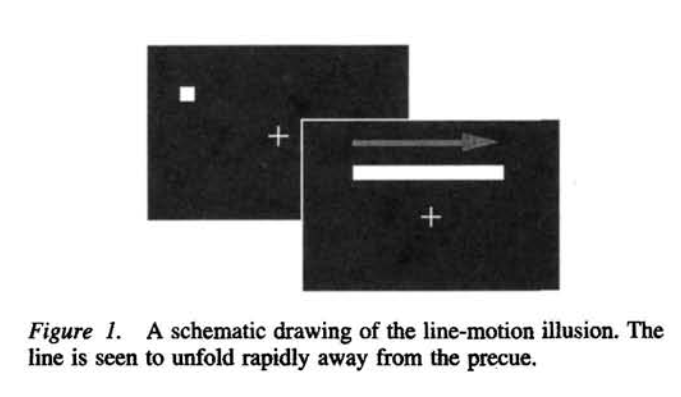 Figure 1. A schematic drawing of the line-motion illusion. The
line is seen to unfold rapidly away from the precue.